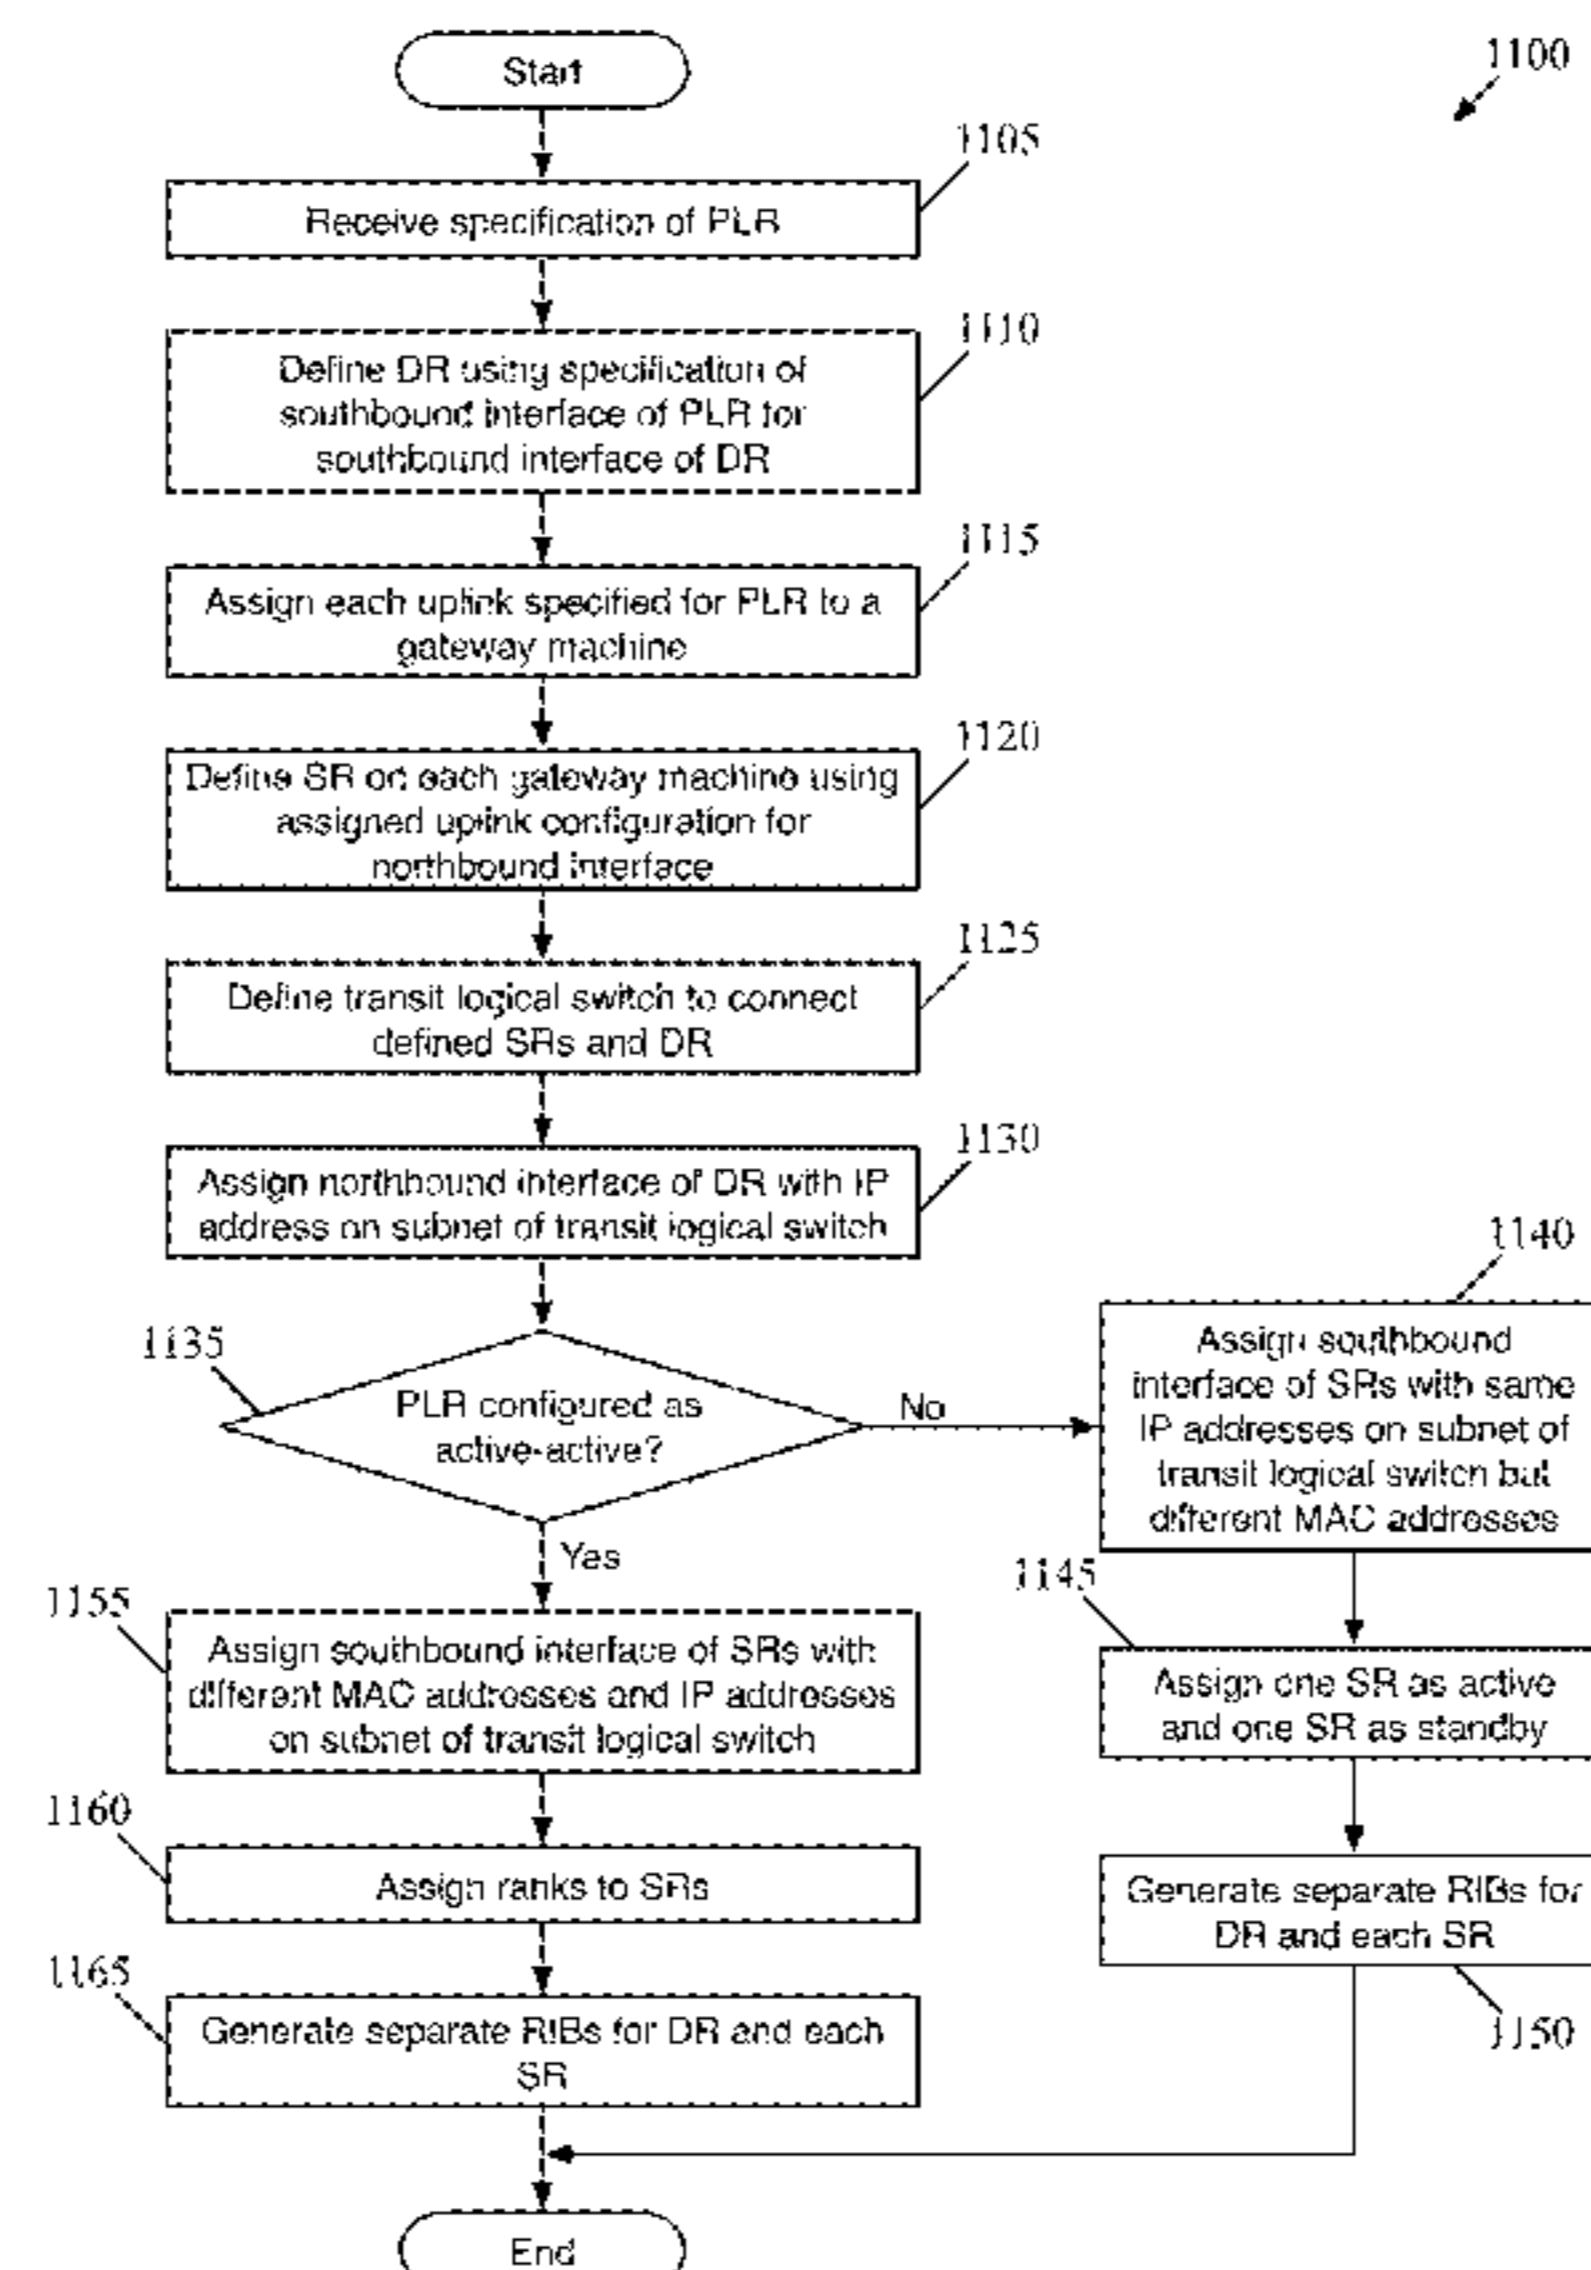 Start
1100
1105
Receive specification of PLR
1110
Define DR using specification of
southbound interface of PLR for
southbound interface of DR
1115
Assign each uplink specified for PLR to a
gateway machine
1120
Define SR on each gateway machine using
assigned uplink configuration for
northbound interface
1125
Define transit logical switch to connect
defined SRs and DR
1130
Assign northbound interface of DR with IP
address on subnet of transit logical switch
1135
PLR configured as
active-active?
No
Yes
1140
Assign southbound
interface of SRs with same
IP addresses on subnet of
transit logical switch but
different MAC addresses
1145
Assign one SR as active
and one SR as standby
Generate separate RIBs for
DR and each SR
1150
1155
Assign southbound interface of SRs with
different MAC addresses and IP addresses
on subnet of transit logical switch
1160
Assign ranks to SRs
1165
Generate separate RIBs for DR and each
SR
End